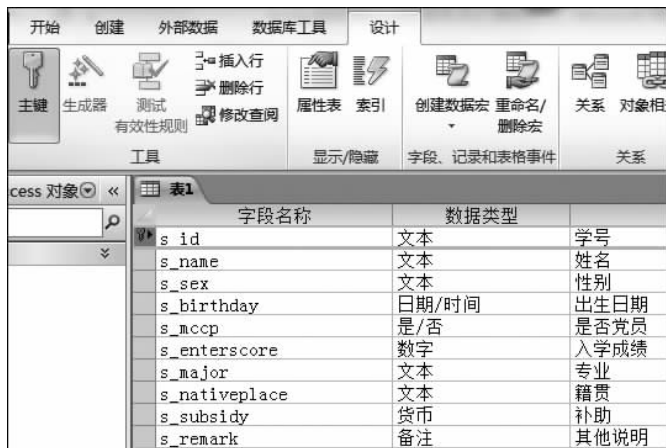 开始 创建 外部数据 数据库工具 设计
主键 生成器 测试 有效性规则 插入行 删除行 修改查阅 属性表 索引 创建数据宏 重命名/ 删除宏 关系 对象相
工具 显示/隐藏 字段、记录和表格事件 关系
cess 对象 « 表1
字段名称 数据类型
s_id 文本 学号
s_name 文本 姓名
s_sex 文本 性别
s_birthday 日期/时间 出生日期
s_mccp 是/否 是否党员
s_enterscore 数字 入学成绩
s_major 文本 专业
s_nativeplace 文本 籍贯
s_subsidy 货币 补助
s_remark 备注 其他说明